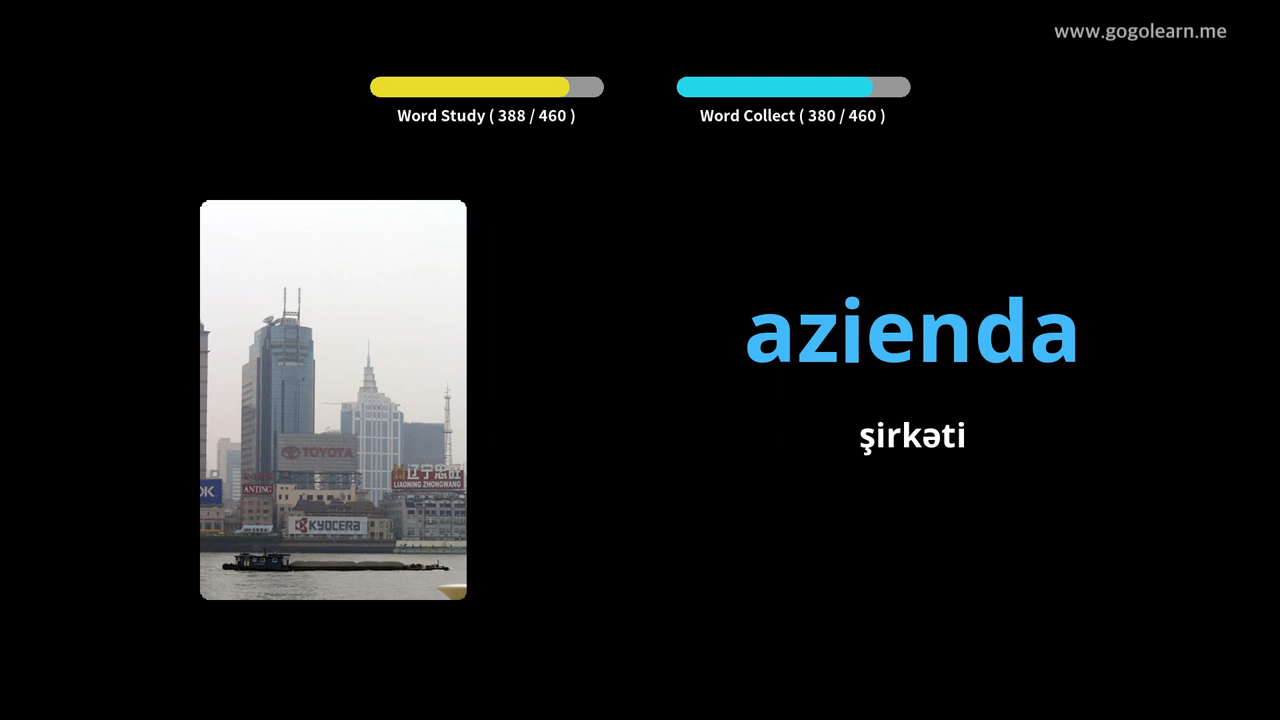 www.gogolearn.me
Word Study ( 388 / 460 )
Word Collect ( 380 / 460 )
azienda
şirkəti
TOYOTA
辽宁忠旺
LIAONING ZHONGWANG
ANTING
OK
KYOCERA